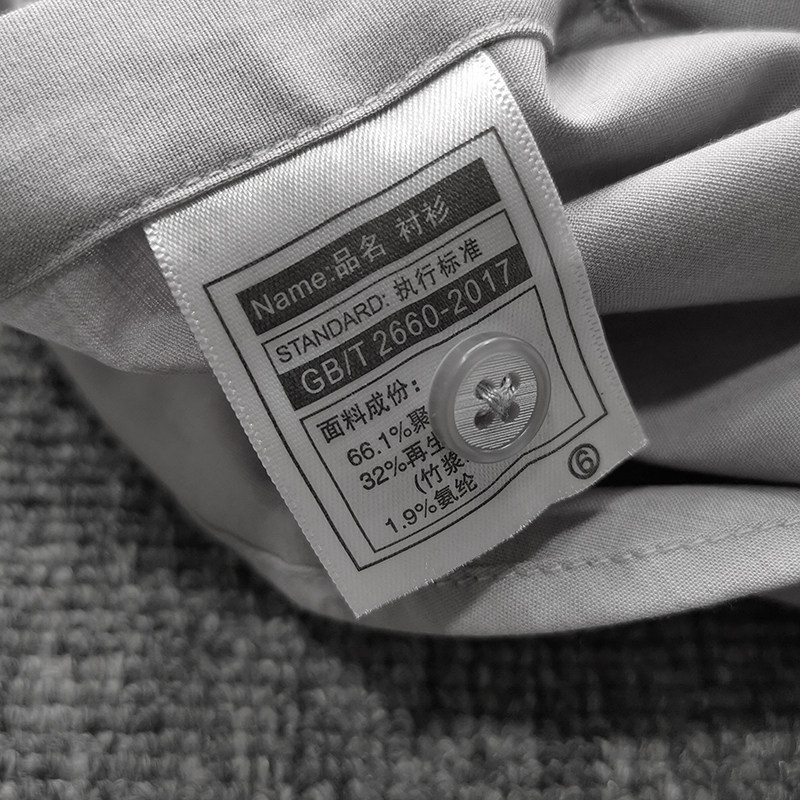 Name:品名 衬衫
STANDARD: 执行标准
GB/T 2660-2017
面料成份：
66.1%聚
32%再生
(竹浆
1.9%氨纶
⑥